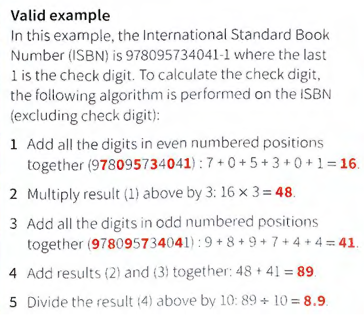 Valid example
In this example, the International Standard Book
Number (ISBN) is 978095734041-1 where the last
1 is the check digit. To calculate the check digit,
the following algorithm is performed on the ISBN
(excluding check digit):
1 Add all the digits in even numbered positions
together (978095734041) : 7 + 0 + 5 + 3 + 0 + 1 = 16.
2 Multiply result (1) above by 3: 16 × 3 = 48.
3 Add all the digits in odd numbered positions
together (978095734041) : 9 + 8 + 9 + 7 + 4 + 4 = 41.
4 Add results (2) and (3) together: 48 + 41 = 89
5 Divide the result (4) above by 10: 89 ÷ 10 = 8.9.